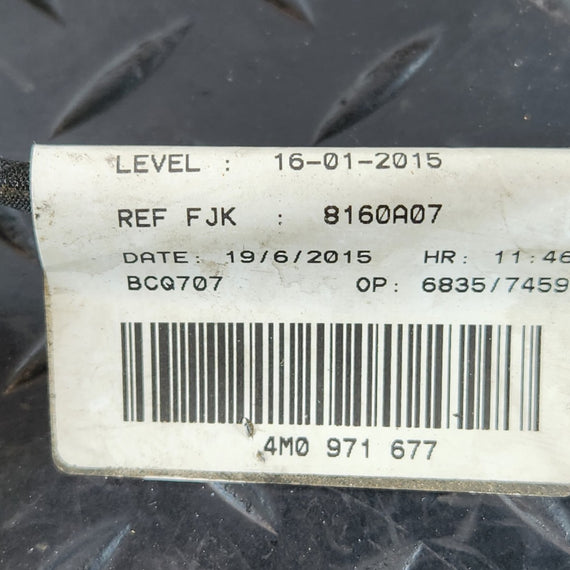 LEVEL : 16-01-2015
REF FJK : 8160A07
DATE: 19/6/2015 HR: 11:46
BCQ707 OP: 6835/7459
4M0 971 677